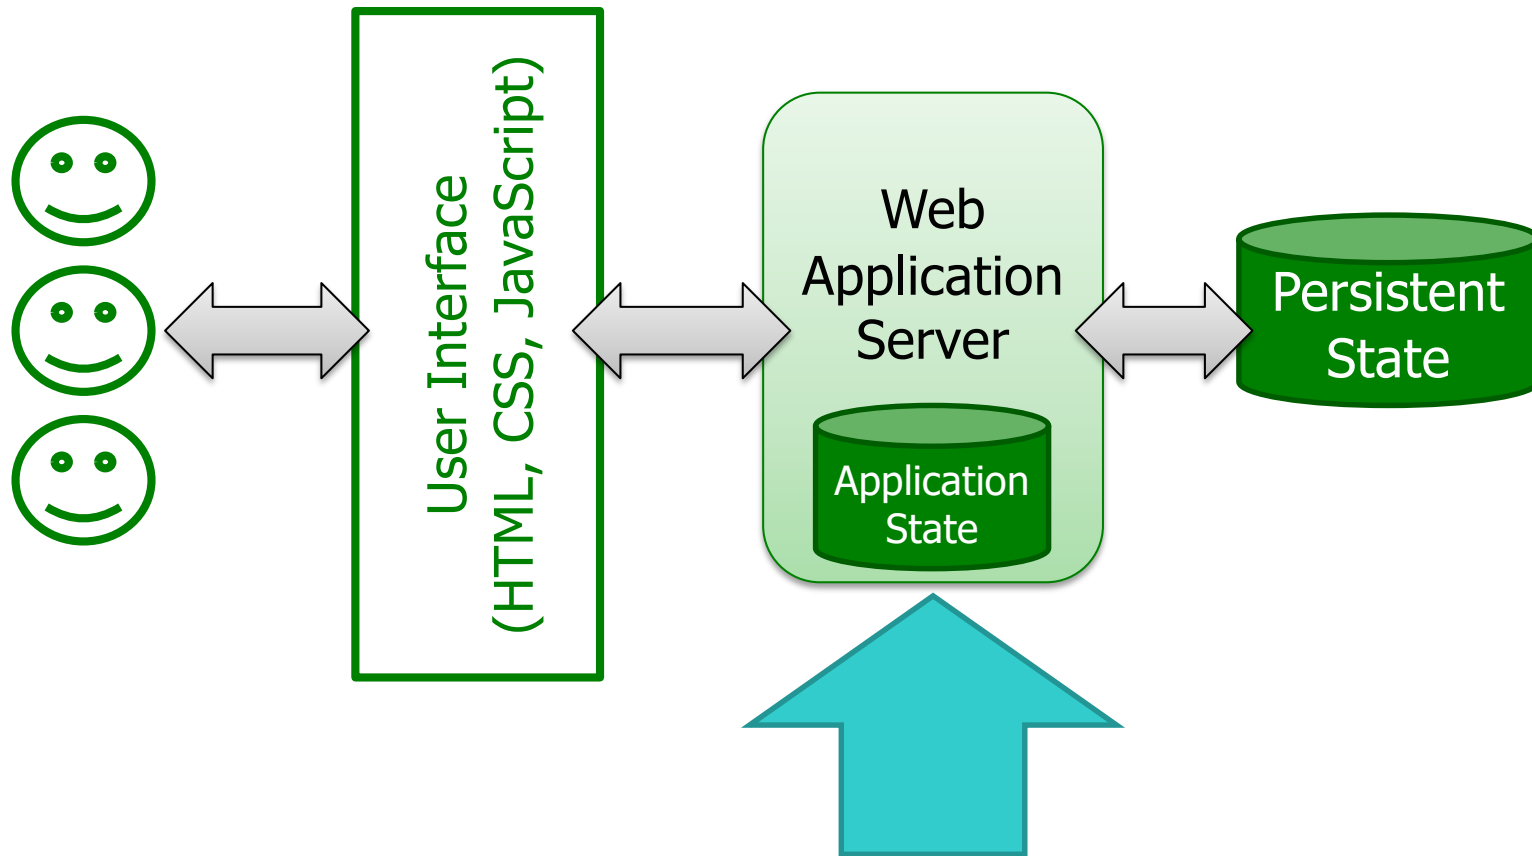 User Interface
(HTML, CSS, JavaScript)
Web
Application
Server
Application
State
Persistent
State